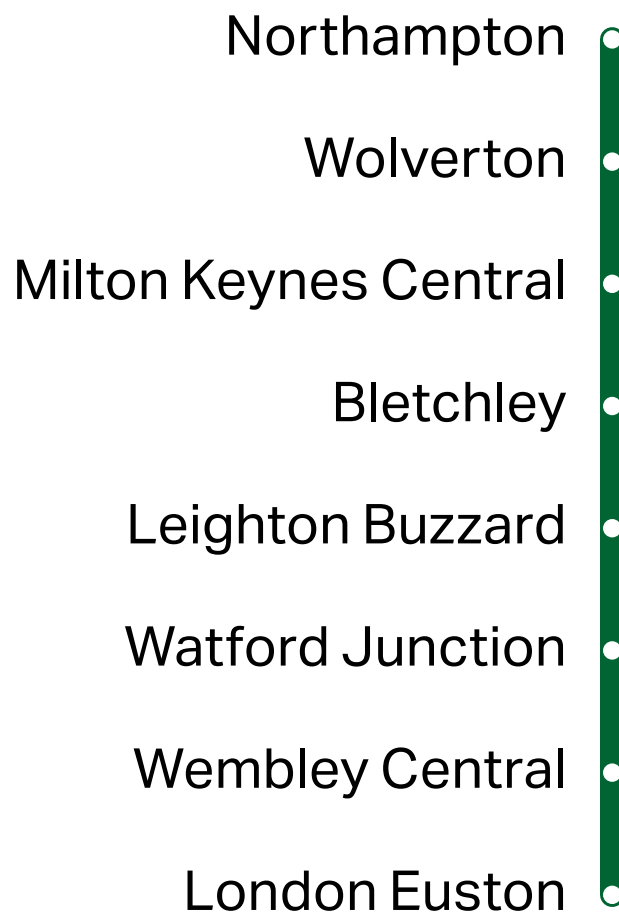 Northampton
Wolverton
Milton Keynes Central
Bletchley
Leighton Buzzard
Watford Junction
Wembley Central
London Euston